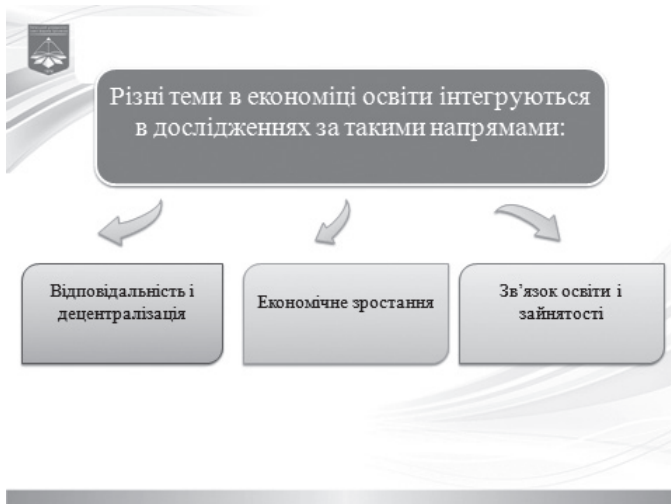 Різні теми в економіці освіти інтегруються
в дослідженнях за такими напрямами:
Відповідальність і
децентралізація
Економічне зростання
Зв’язок освіти і
зайнятості